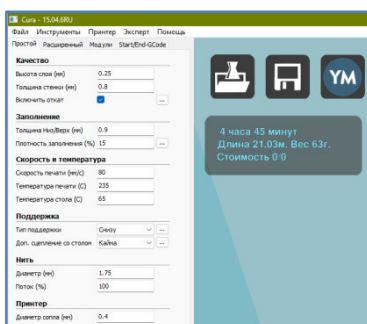 Cura - 15.04.6RU
Файл Инструменты Принтер Эксперт Помощь
Простой Расширенный Модули Start/End-GCode
Качество
Высота слоя (мм) 0.25
Толщина стенки (мм) 0.8
Включить откат ...
Заполнение
Толщина Низ/Верх (мм) 0.9
Плотность заполнения (%) 15 ...
Скорость и температура
Скорость печати (мм/с) 80
Температура печати (C) 235
Температура стола (C) 65
Поддержка
Тип поддержки Снизу ...
Доп. сцепление со столом Кайма ...
Нить
Диаметр (мм) 1.75
Поток (%) 100
Принтер
Диаметр сопла (мм) 0.4
YM
4 часа 45 минут
Длина 21.03м. Вес 63г.
Стоимость 0.0